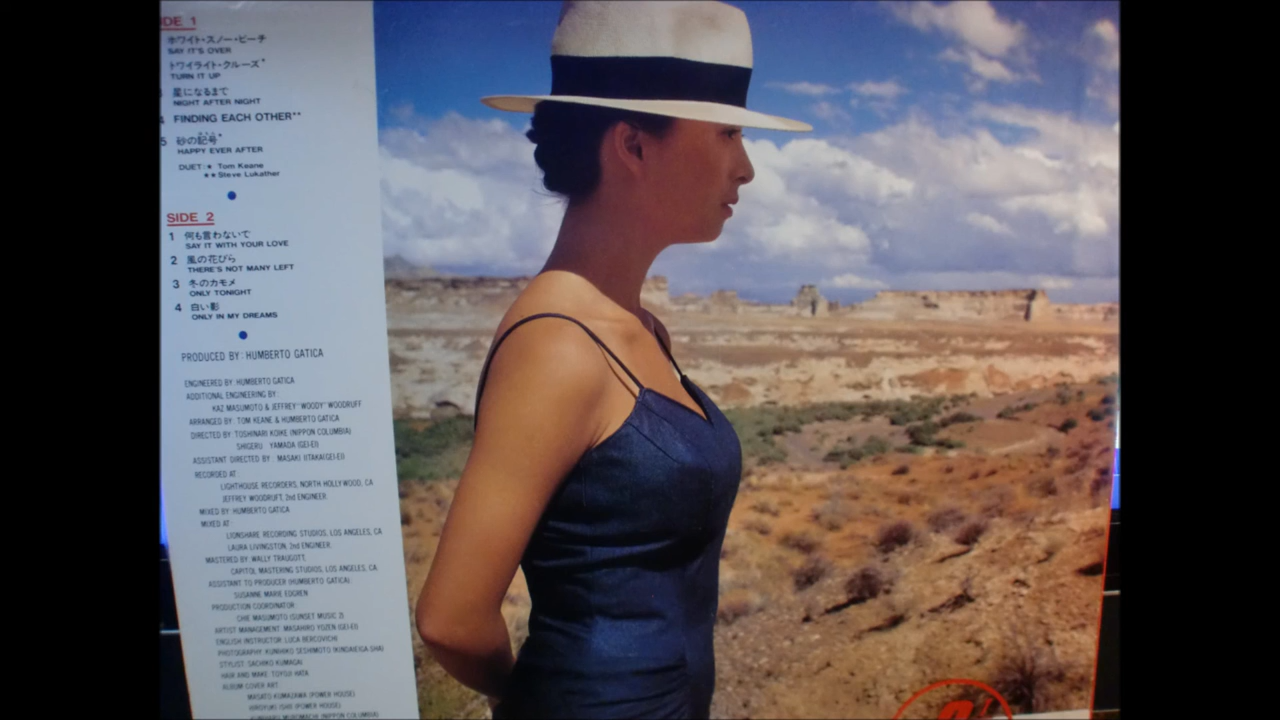 SIDE 1
ホワイト・スノー・ビーチ
SAY IT'S OVER
トワイライト・クルーズ*
TURN IT UP
星になるまで
NIGHT AFTER NIGHT
4 FINDING EACH OTHER**
5 砂の記号*
HAPPY EVER AFTER
DUET:★ Tom Keane
★★Steve Lukather
SIDE 2
1 何も言わないで
SAY IT WITH YOUR LOVE
2 風の花びら
THERE'S NOT MANY LEFT
3 冬のカモメ
ONLY TONIGHT
4 白い影
ONLY IN MY DREAMS
PRODUCED BY: HUMBERTO GATICA
ENGINEERED BY: HUMBERTO GATICA
ADDITIONAL ENGINEERING BY:
KAZ MASUMOTO & JEFFREY "WOODY" WOODRUFF
ARRANGED BY: TOM KEANE & HUMBERTO GATICA
DIRECTED BY: TOSHINARI KOIKE (NIPPON COLUMBIA)
SHIGERU YAMADA (GEI-EI)
ASSISTANT DIRECTED BY: MASAKI IITAKA(GEI-EI)
RECORDED AT:
LIGHTHOUSE RECORDERS, NORTH HOLLYWOOD, CA
JEFFREY WOODRUFF, 2nd ENGINEER.
MIXED BY: HUMBERTO GATICA
MIXED AT:
LIONSHARE RECORDING STUDIOS, LOS ANGELES, CA
LAURA LIVINGSTON, 2nd ENGINEER.
MASTERED BY: WALLY TRAUGOTT,
CAPITOL MASTERING STUDIOS, LOS ANGELES, CA
ASSISTANT TO PRODUCER (HUMBERTO GATICA):
SUSANNE MARIE EDGREN
PRODUCTION COORDINATOR:
CHIE MASUMOTO (SUNSET MUSIC 2)
ARTIST MANAGEMENT: MASAHIRO YOZEN (GEI-EI)
ENGLISH INSTRUCTOR: LUCA BERCOVICHI
PHOTOGRAPHY: KUNIHIKO SESHIMOTO (KINDAIEIGA-SHA)
STYLIST: SACHIKO KUMAGAI
HAIR AND MAKE: TOYOJI HATA
ALBUM COVER ART:
MASATO KUMAZAWA (POWER HOUSE)
HIROYUKI ISHII (POWER HOUSE)
(NIPPON COLUMBIA)